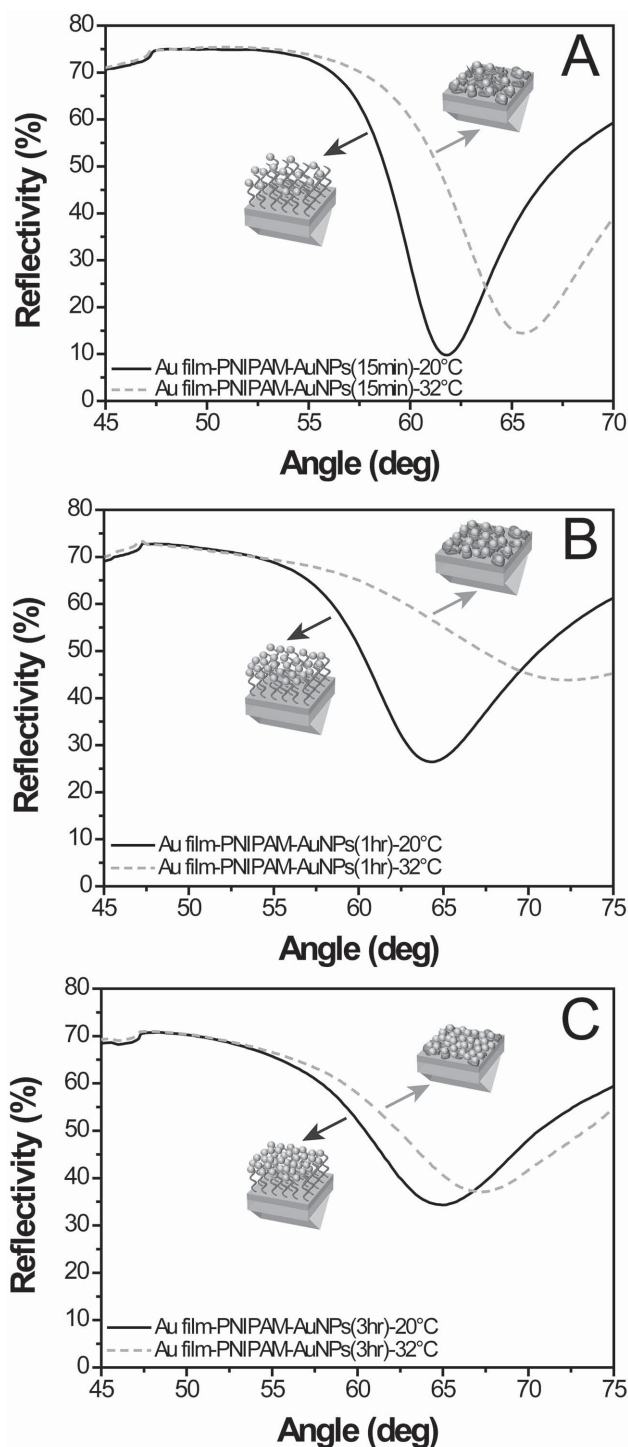 80
A
70
60
50
40
30
20
10
0
Reflectivity (%)
Au film-PNIPAM-AuNPs(15min)-20°C
Au film-PNIPAM-AuNPs(15min)-32°C
45 50 55 60 65 70
Angle (deg)
80
B
70
60
50
40
30
20
10
0
Reflectivity (%)
Au film-PNIPAM-AuNPs(1hr)-20°C
Au film-PNIPAM-AuNPs(1hr)-32°C
45 50 55 60 65 70 75
Angle (deg)
80
C
70
60
50
40
30
20
10
0
Reflectivity (%)
Au film-PNIPAM-AuNPs(3hr)-20°C
Au film-PNIPAM-AuNPs(3hr)-32°C
45 50 55 60 65 70 75
Angle (deg)